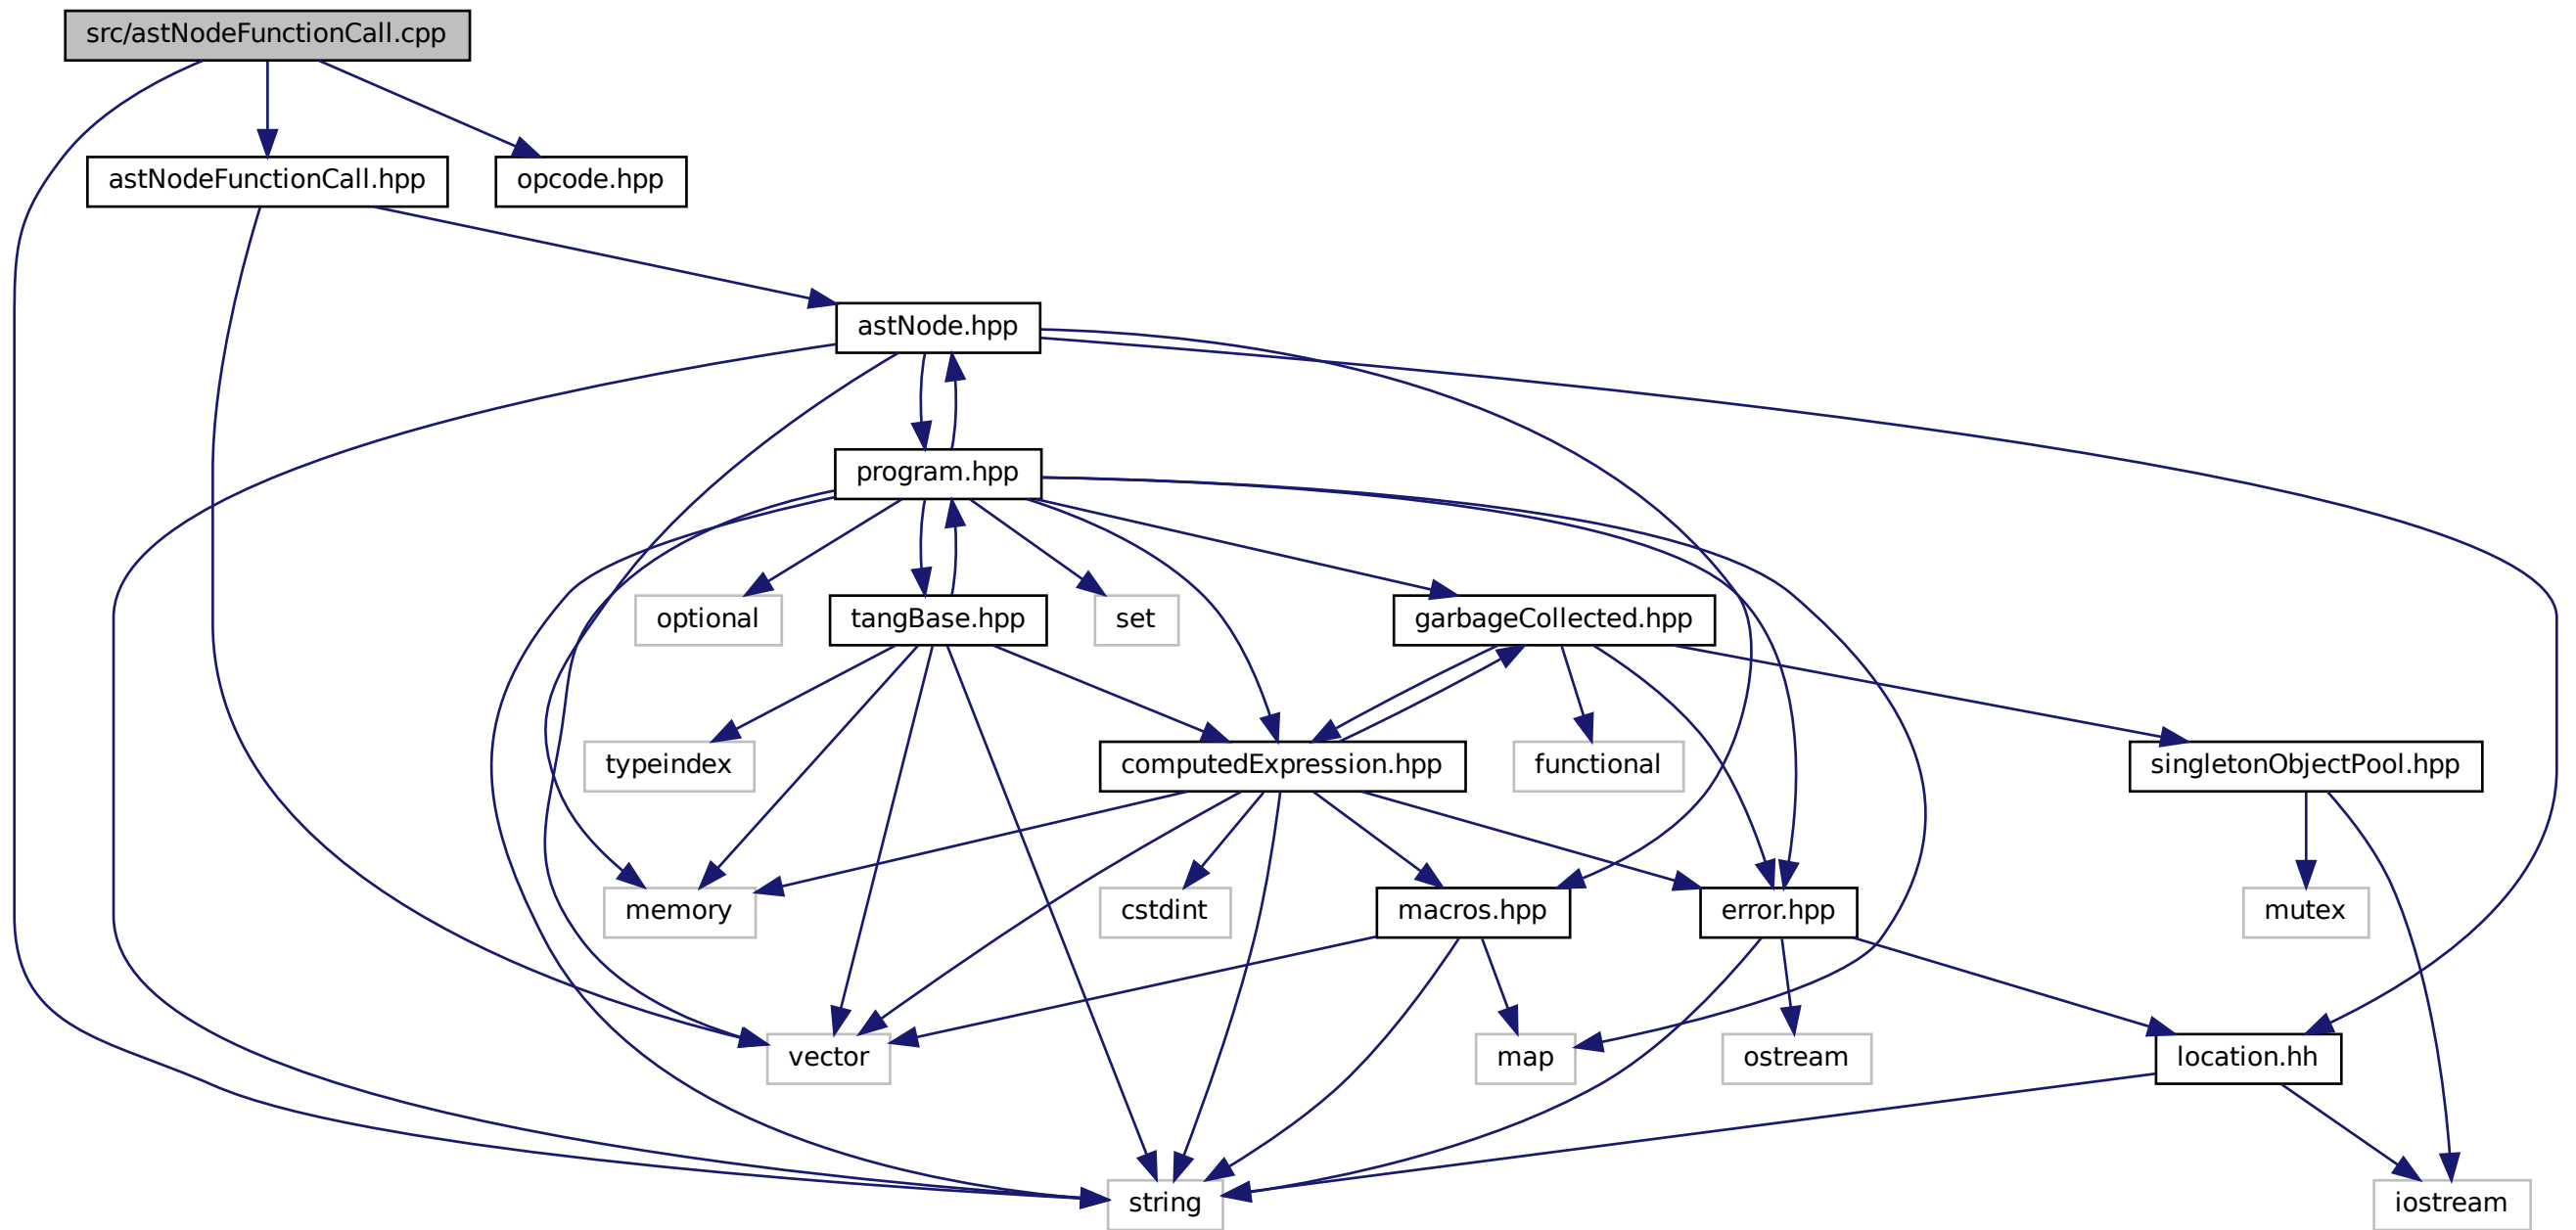 src/astNodeFunctionCall.cpp
astNodeFunctionCall.hpp
opcode.hpp
astNode.hpp
program.hpp
optional
tangBase.hpp
set
garbageCollected.hpp
typeindex
computedExpression.hpp
functional
singletonObjectPool.hpp
memory
cstdint
macros.hpp
error.hpp
mutex
vector
map
ostream
location.hh
string
iostream